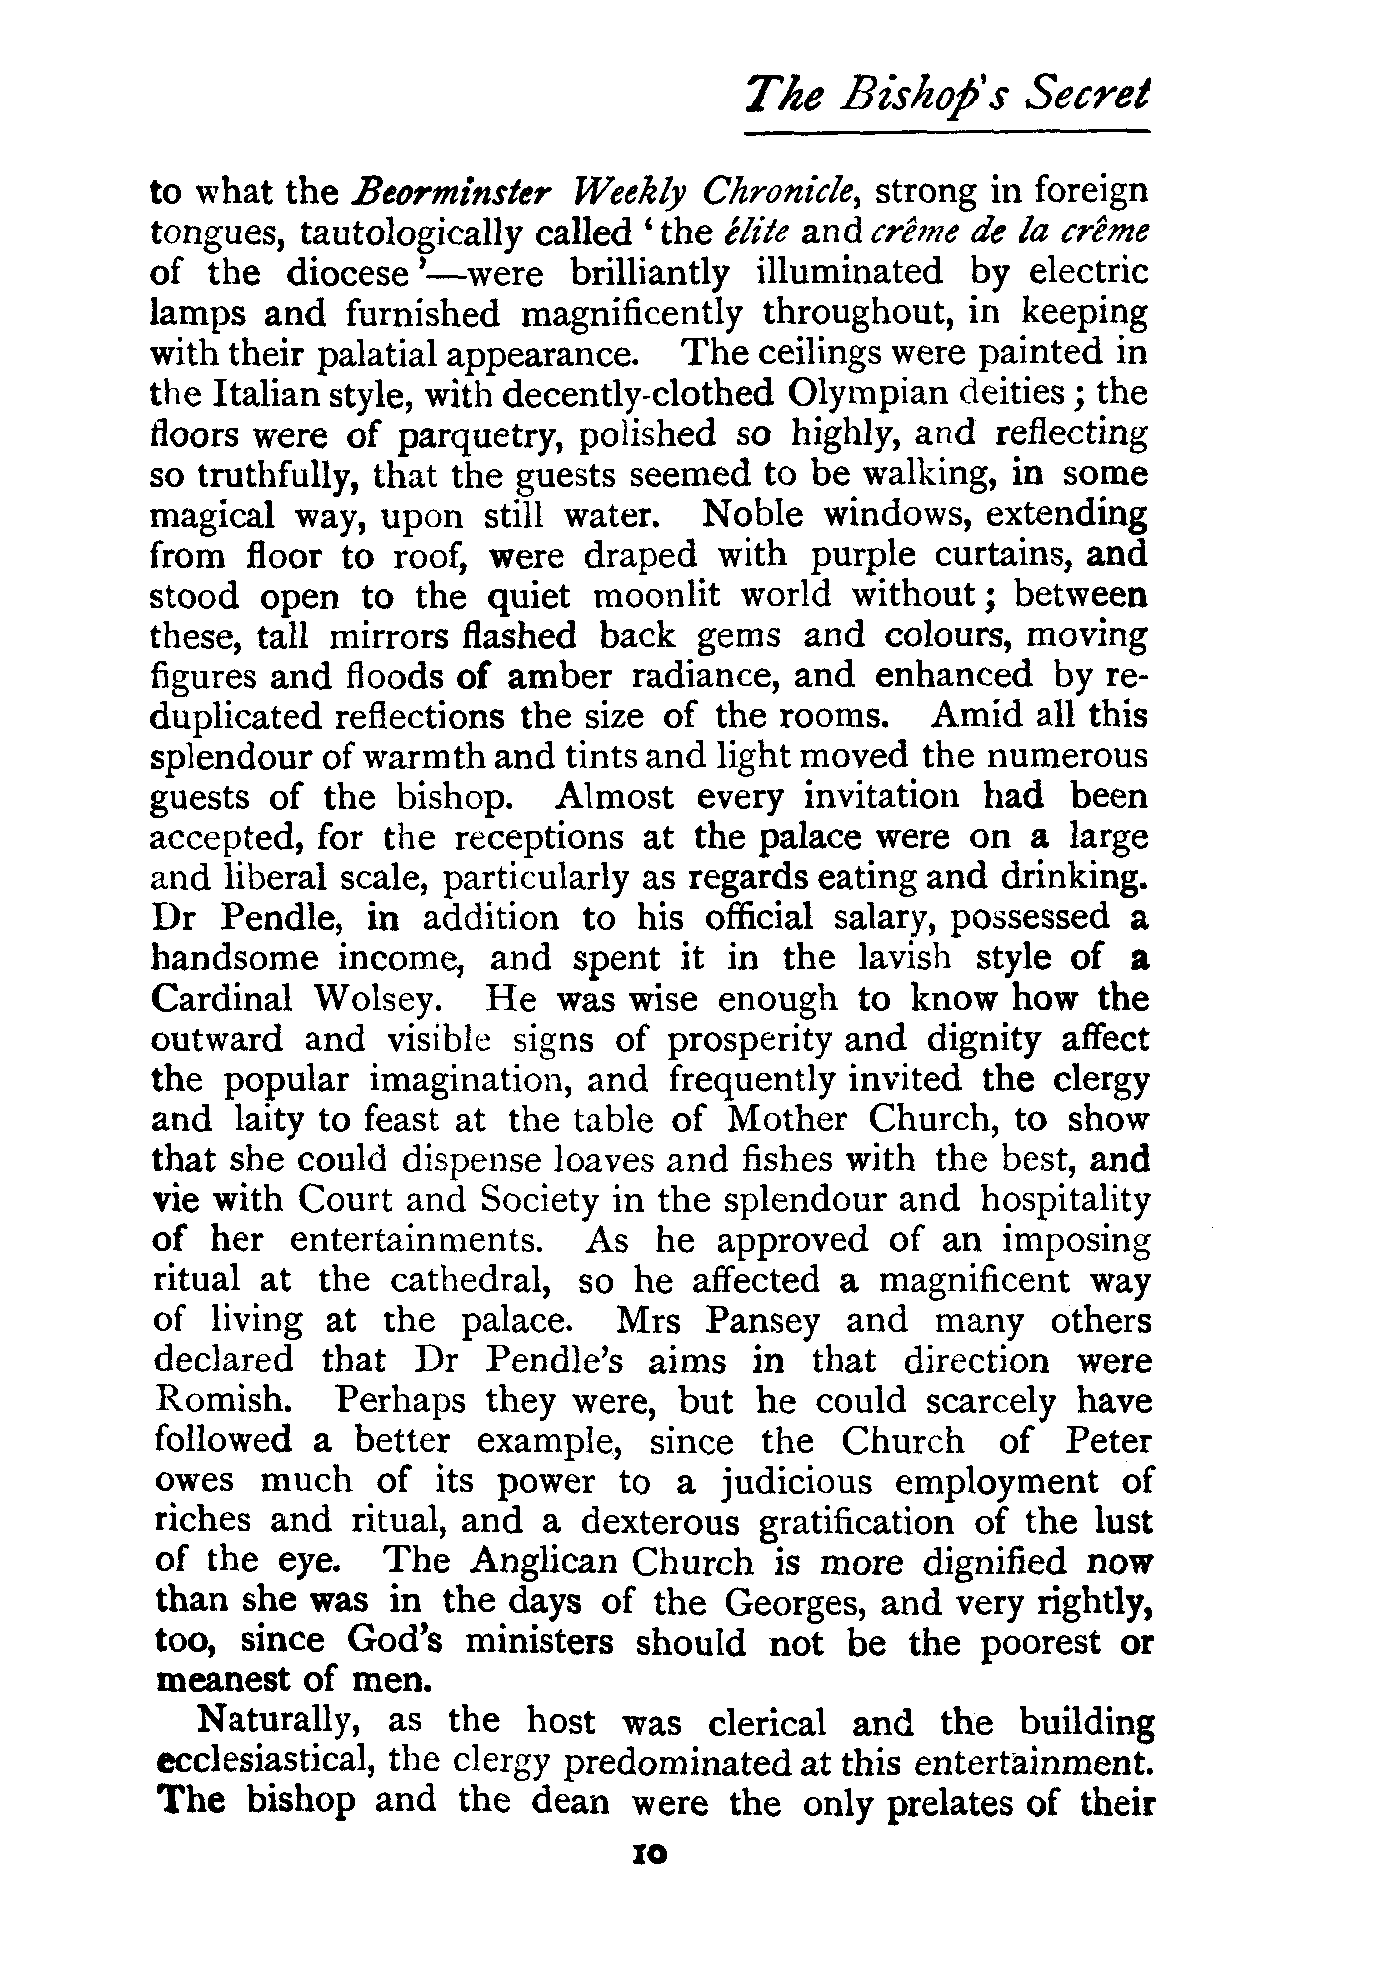 The Bishop's Secret
to what the Beorminster Weekly Chronicle, strong in foreign
tongues, tautologically called ‘the élite and crême de la crême
of the diocese’—were brilliantly illuminated by electric
lamps and furnished magnificently throughout, in keeping
with their palatial appearance. The ceilings were painted in
the Italian style, with decently-clothed Olympian deities; the
floors were of parquetry, polished so highly, and reflecting
so truthfully, that the guests seemed to be walking, in some
magical way, upon still water. Noble windows, extending
from floor to roof, were draped with purple curtains, and
stood open to the quiet moonlit world without; between
these, tall mirrors flashed back gems and colours, moving
figures and floods of amber radiance, and enhanced by re-
duplicated reflections the size of the rooms. Amid all this
splendour of warmth and tints and light moved the numerous
guests of the bishop. Almost every invitation had been
accepted, for the receptions at the palace were on a large
and liberal scale, particularly as regards eating and drinking.
Dr Pendle, in addition to his official salary, possessed a
handsome income, and spent it in the lavish style of a
Cardinal Wolsey. He was wise enough to know how the
outward and visible signs of prosperity and dignity affect
the popular imagination, and frequently invited the clergy
and laity to feast at the table of Mother Church, to show
that she could dispense loaves and fishes with the best, and
vie with Court and Society in the splendour and hospitality
of her entertainments. As he approved of an imposing
ritual at the cathedral, so he affected a magnificent way
of living at the palace. Mrs Pansey and many others
declared that Dr Pendle's aims in that direction were
Romish. Perhaps they were, but he could scarcely have
followed a better example, since the Church of Peter
owes much of its power to a judicious employment of
riches and ritual, and a dexterous gratification of the lust
of the eye. The Anglican Church is more dignified now
than she was in the days of the Georges, and very rightly,
too, since God's ministers should not be the poorest or
meanest of men.
Naturally, as the host was clerical and the building
ecclesiastical, the clergy predominated at this entertainment.
The bishop and the dean were the only prelates of their
10